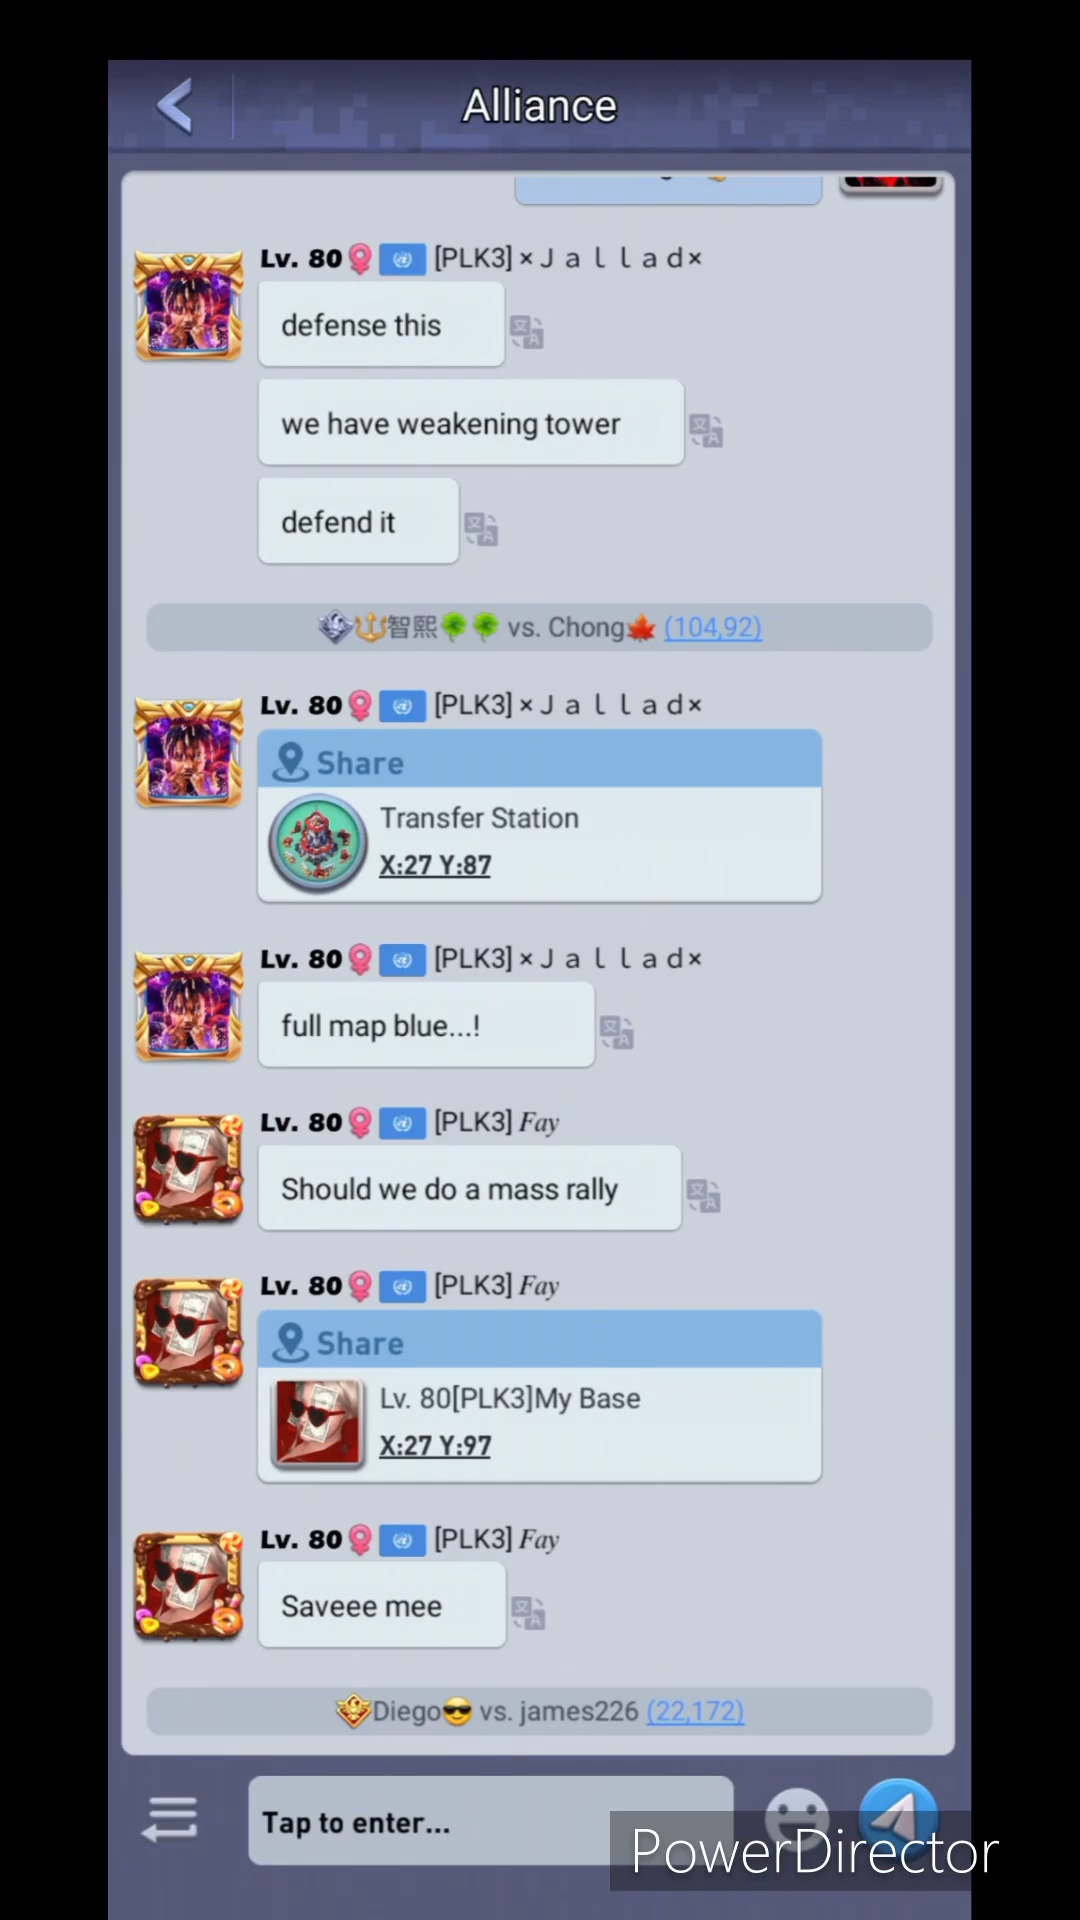 Alliance
Lv. 80 [PLK3] ×Jallad×
defense this
we have weakening tower
defend it
智熙🍀🍀 vs. Chong🍁 (104,92)
Lv. 80 [PLK3] ×Jallad×
Share
Transfer Station
X:27 Y:87
Lv. 80 [PLK3] ×Jallad×
full map blue...!
Lv. 80 [PLK3] Fay
Should we do a mass rally
Lv. 80 [PLK3] Fay
Share
Lv. 80[PLK3]My Base
X:27 Y:97
Lv. 80 [PLK3] Fay
Saveee mee
Diego😎 vs. james226 (22,172)
Tap to enter...
PowerDirector